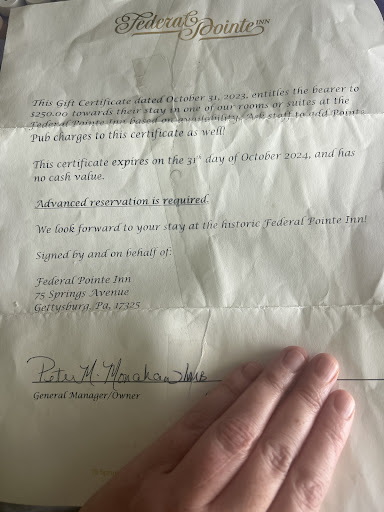 Federal Pointe INN
This Gift Certificate dated October 31, 2023, entitles the bearer to
$250.00 towards their stay in one of our rooms or suites at the
Federal Pointe Inn based on availability. Ask staff to add Pointe
Pub charges to this certificate as well!
This certificate expires on the 31st day of October 2024, and has
no cash value.
Advanced reservation is required.
We look forward to your stay at the historic Federal Pointe Inn!
Signed by and on behalf of:
Federal Pointe Inn
75 Springs Avenue
Gettysburg, Pa, 17325
Pieter M. Monahan
General Manager/Owner